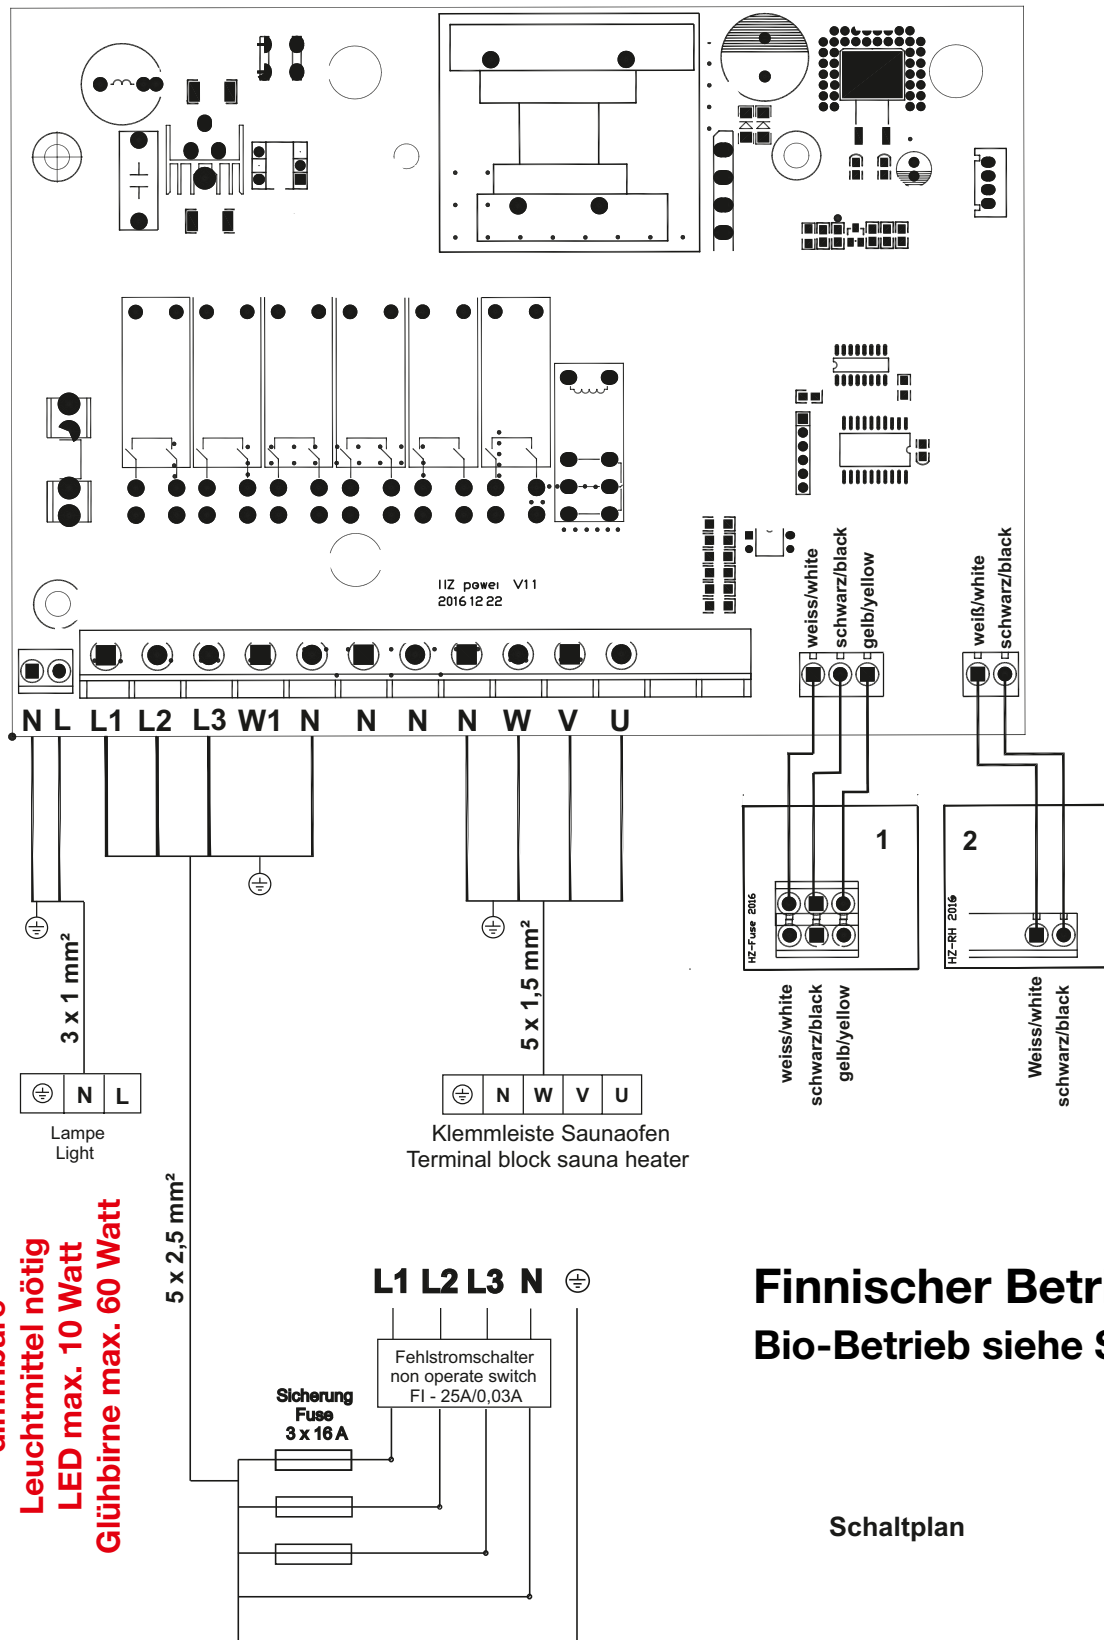 IIZ power V11
2016 12 22
weiss/white
schwarz/black
gelb/yellow
weiß/white
schwarz/black
N L L1 L2 L3 W1 N N N N W V U
1
2
HZ-Fuse 2016
HZ-RH 2016
weiss/white
schwarz/black
gelb/yellow
Weiss/white
schwarz/black
3 x 1 mm²
5 x 1,5 mm²
N L
Lampe
Light
N W V U
Klemmleiste Saunaofen
Terminal block sauna heater
5 x 2,5 mm²
Leuchtmittel nötig
LED max. 10 Watt
Glühbirne max. 60 Watt
L1 L2 L3 N
Fehlstromschalter
non operate switch
FI - 25A/0,03A
Sicherung
Fuse
3 x 16 A
Finnischer Betr
Bio-Betrieb siehe S
Schaltplan